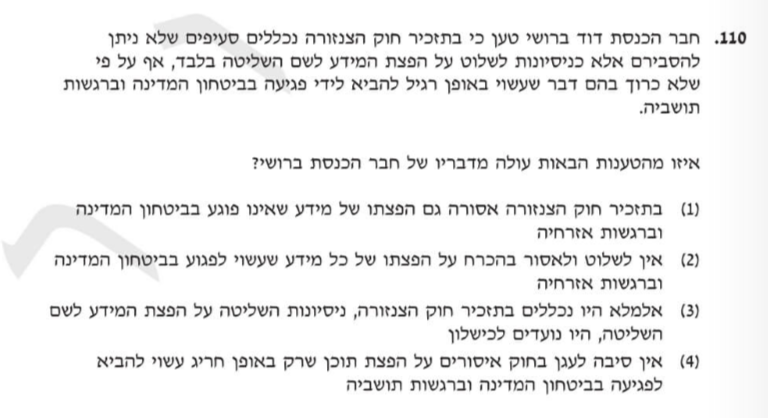 110. חבר הכנסת דוד ברושי טען כי בתזכיר חוק הצנזורה נכללים סעיפים שלא ניתן
להסבירם אלא כניסיונות לשלוט על הפצת המידע לשם השליטה בלבד, אף על פי
שלא כרוך בהם דבר שעשוי באופן רגיל להביא לידי פגיעה בביטחון המדינה וברגשות
תושביה.
איזו מהטענות הבאות עולה מדבריו של חבר הכנסת ברושי?
(1) בתזכיר חוק הצנזורה אסורה גם הפצתו של מידע שאינו פוגע בביטחון המדינה
וברגשות אזרחיה
(2) אין לשלוט ולאסור בהכרח על הפצתו של כל מידע שעשוי לפגוע בביטחון המדינה
וברגשות אזרחיה
(3) אלמלא היו נכללים בתזכיר חוק הצנזורה, ניסיונות השליטה על הפצת המידע לשם
השליטה, היו נועדים לכישלון
(4) אין סיבה לעגן בחוק איסורים על הפצת תוכן שרק באופן חריג עשוי להביא
לפגיעה בביטחון המדינה וברגשות תושביה